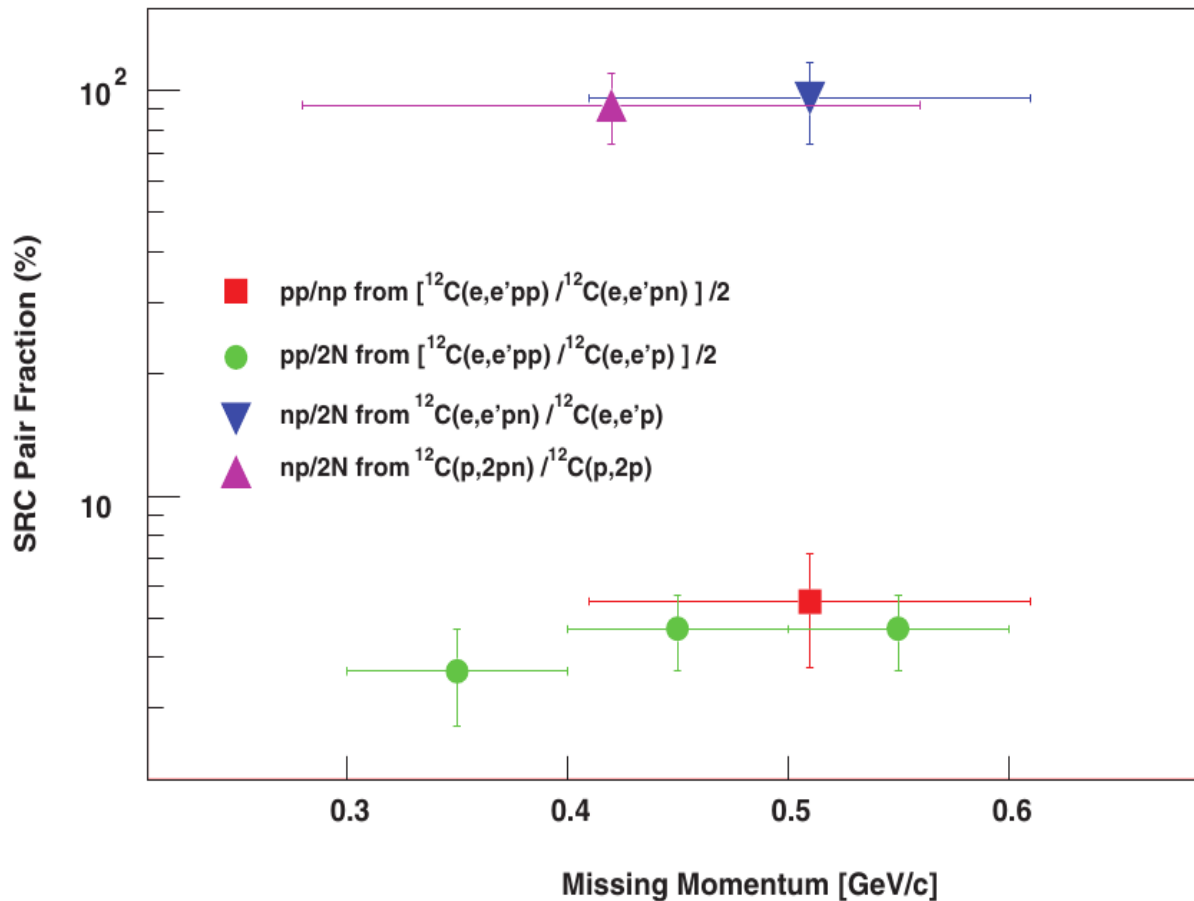 SRC Pair Fraction (%)
10²
10
pp/np from [¹²C(e,e'pp) /¹²C(e,e'pn) ] /2
pp/2N from [¹²C(e,e'pp) /¹²C(e,e'p) ] /2
np/2N from ¹²C(e,e'pn) /¹²C(e,e'p)
np/2N from ¹²C(p,2pn) /¹²C(p,2p)
0.3 0.4 0.5 0.6
Missing Momentum [GeV/c]